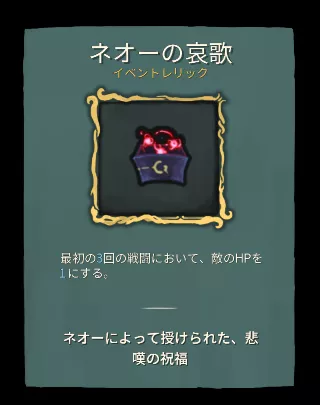 ネオーの哀歌
イベントレリック
最初の3回の戦闘において、敵のHPを
1にする。
ネオーによって授けられた、悲
嘆の祝福